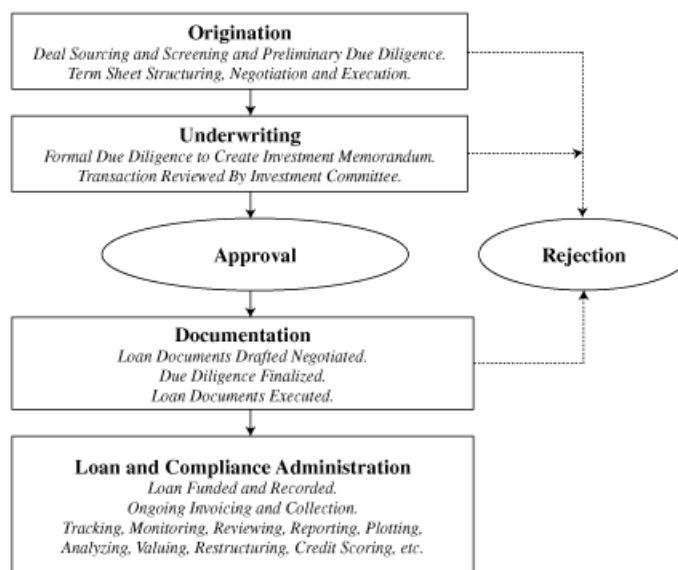 Origination
Deal Sourcing and Screening and Preliminary Due Diligence.
Term Sheet Structuring, Negotiation and Execution.
Underwriting
Formal Due Diligence to Create Investment Memorandum.
Transaction Reviewed By Investment Committee.
Approval
Rejection
Documentation
Loan Documents Drafted Negotiated.
Due Diligence Finalized.
Loan Documents Executed.
Loan and Compliance Administration
Loan Funded and Recorded.
Ongoing Invoicing and Collection.
Tracking, Monitoring, Reviewing, Reporting, Plotting,
Analyzing, Valuing, Restructuring, Credit Scoring, etc.